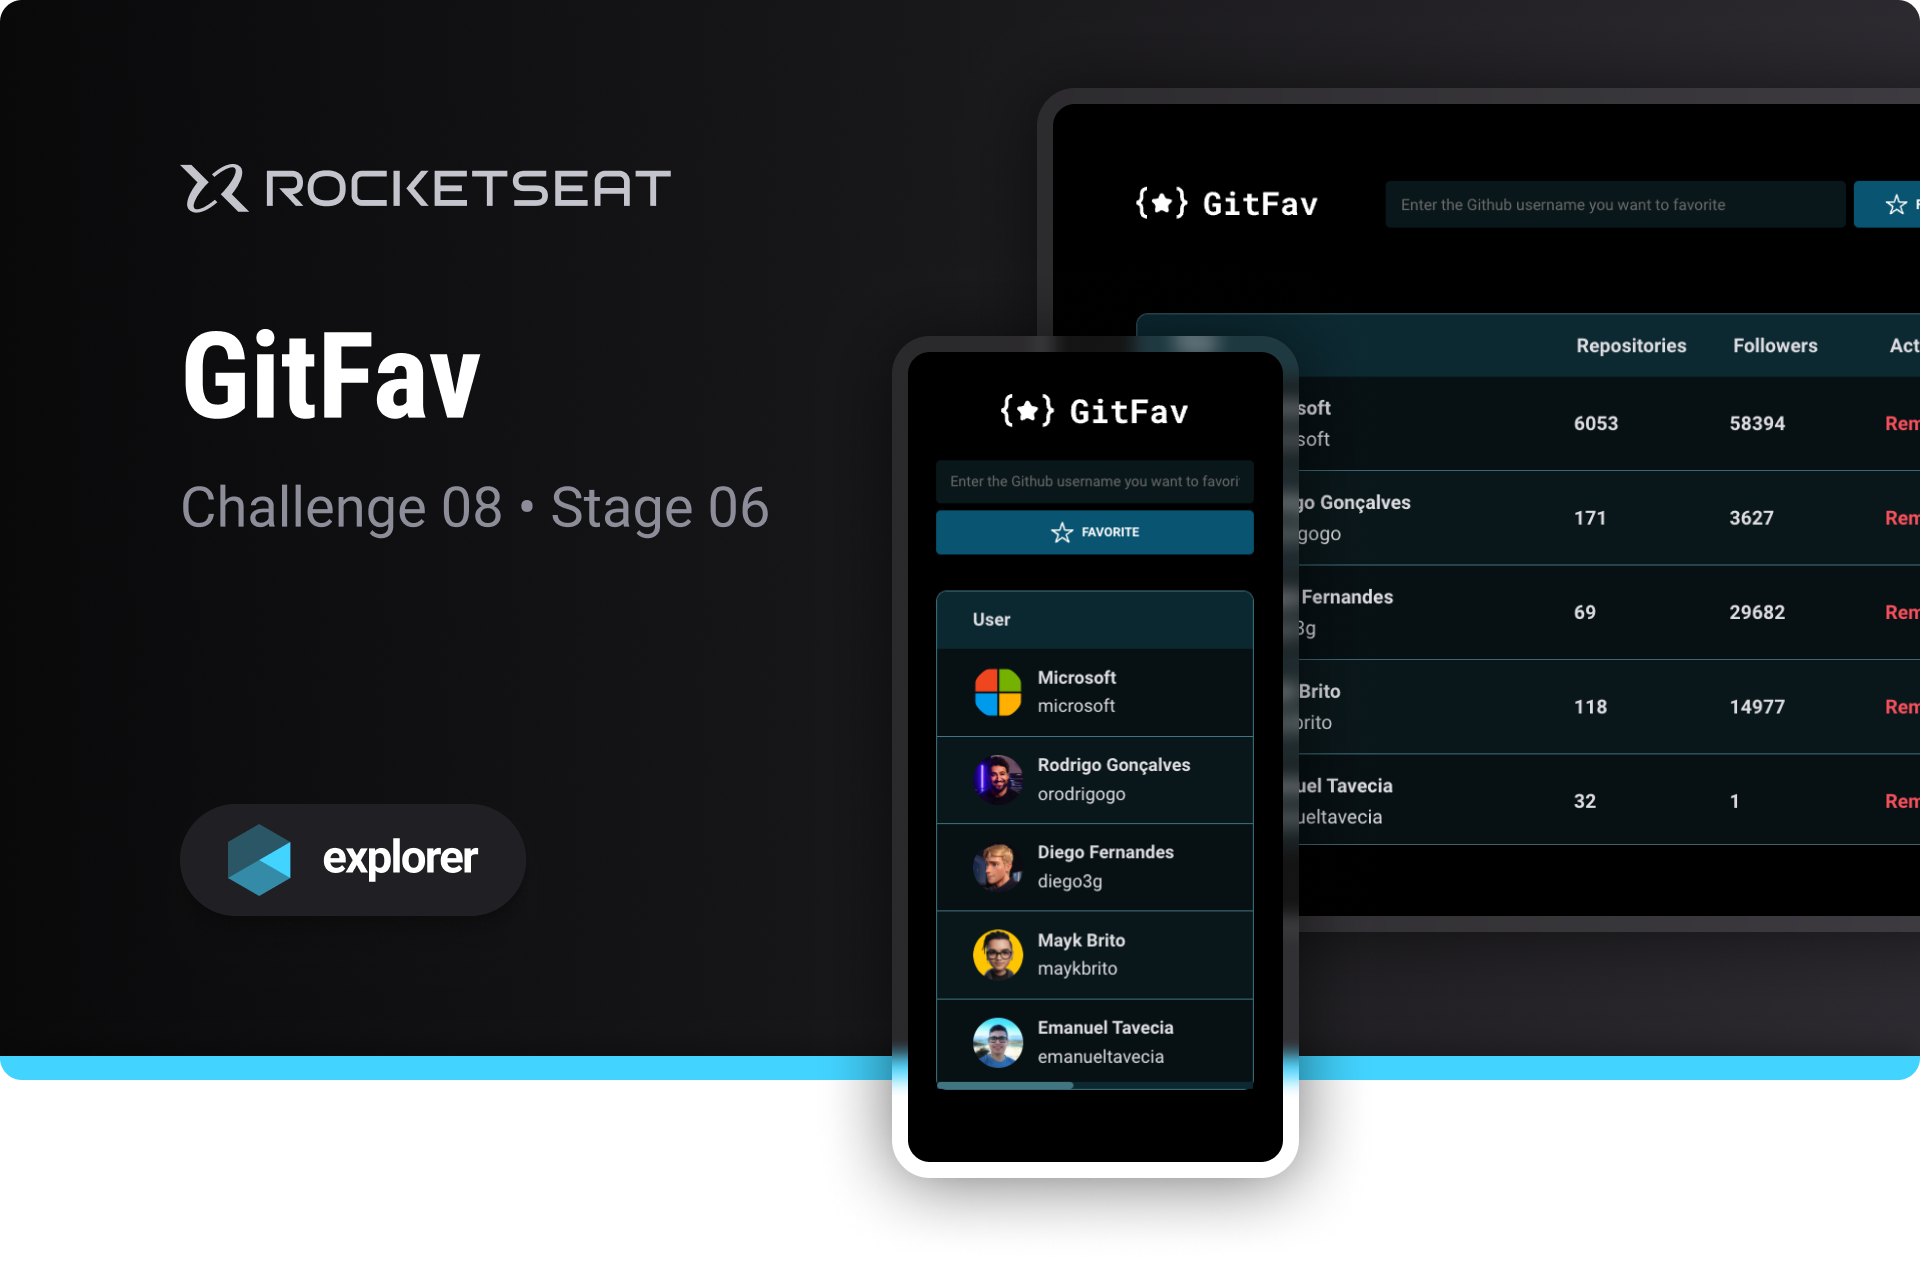 ROCKETSEAT
GitFav
Challenge 08 • Stage 06
explorer
{★} GitFav
Enter the Github username you want to favori
FAVORITE
User
Microsoft
microsoft
Rodrigo Gonçalves
orodrigogo
Diego Fernandes
diego3g
Mayk Brito
maykbrito
Emanuel Tavecia
emanueltavecia
{★} GitFav
Enter the Github username you want to favorite
F
Repositories Followers Act
soft
soft
6053 58394 Rem
go Gonçalves
gogo
171 3627 Rem
Fernandes
3g
69 29682 Rem
Brito
brito
118 14977 Rem
uel Tavecia
ueltavecia
32 1 Rem